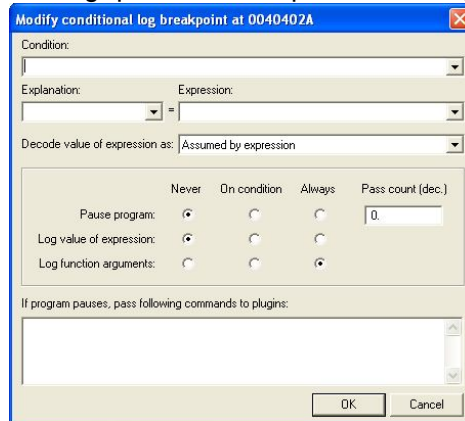 Modify conditional log breakpoint at 0040402A
Condition:
Explanation: Expression:
=
Decode value of expression as: Assumed by expression
Never On condition Always Pass count (dec.)
Pause program: 0.
Log value of expression:
Log function arguments:
If program pauses, pass following commands to plugins:
OK Cancel